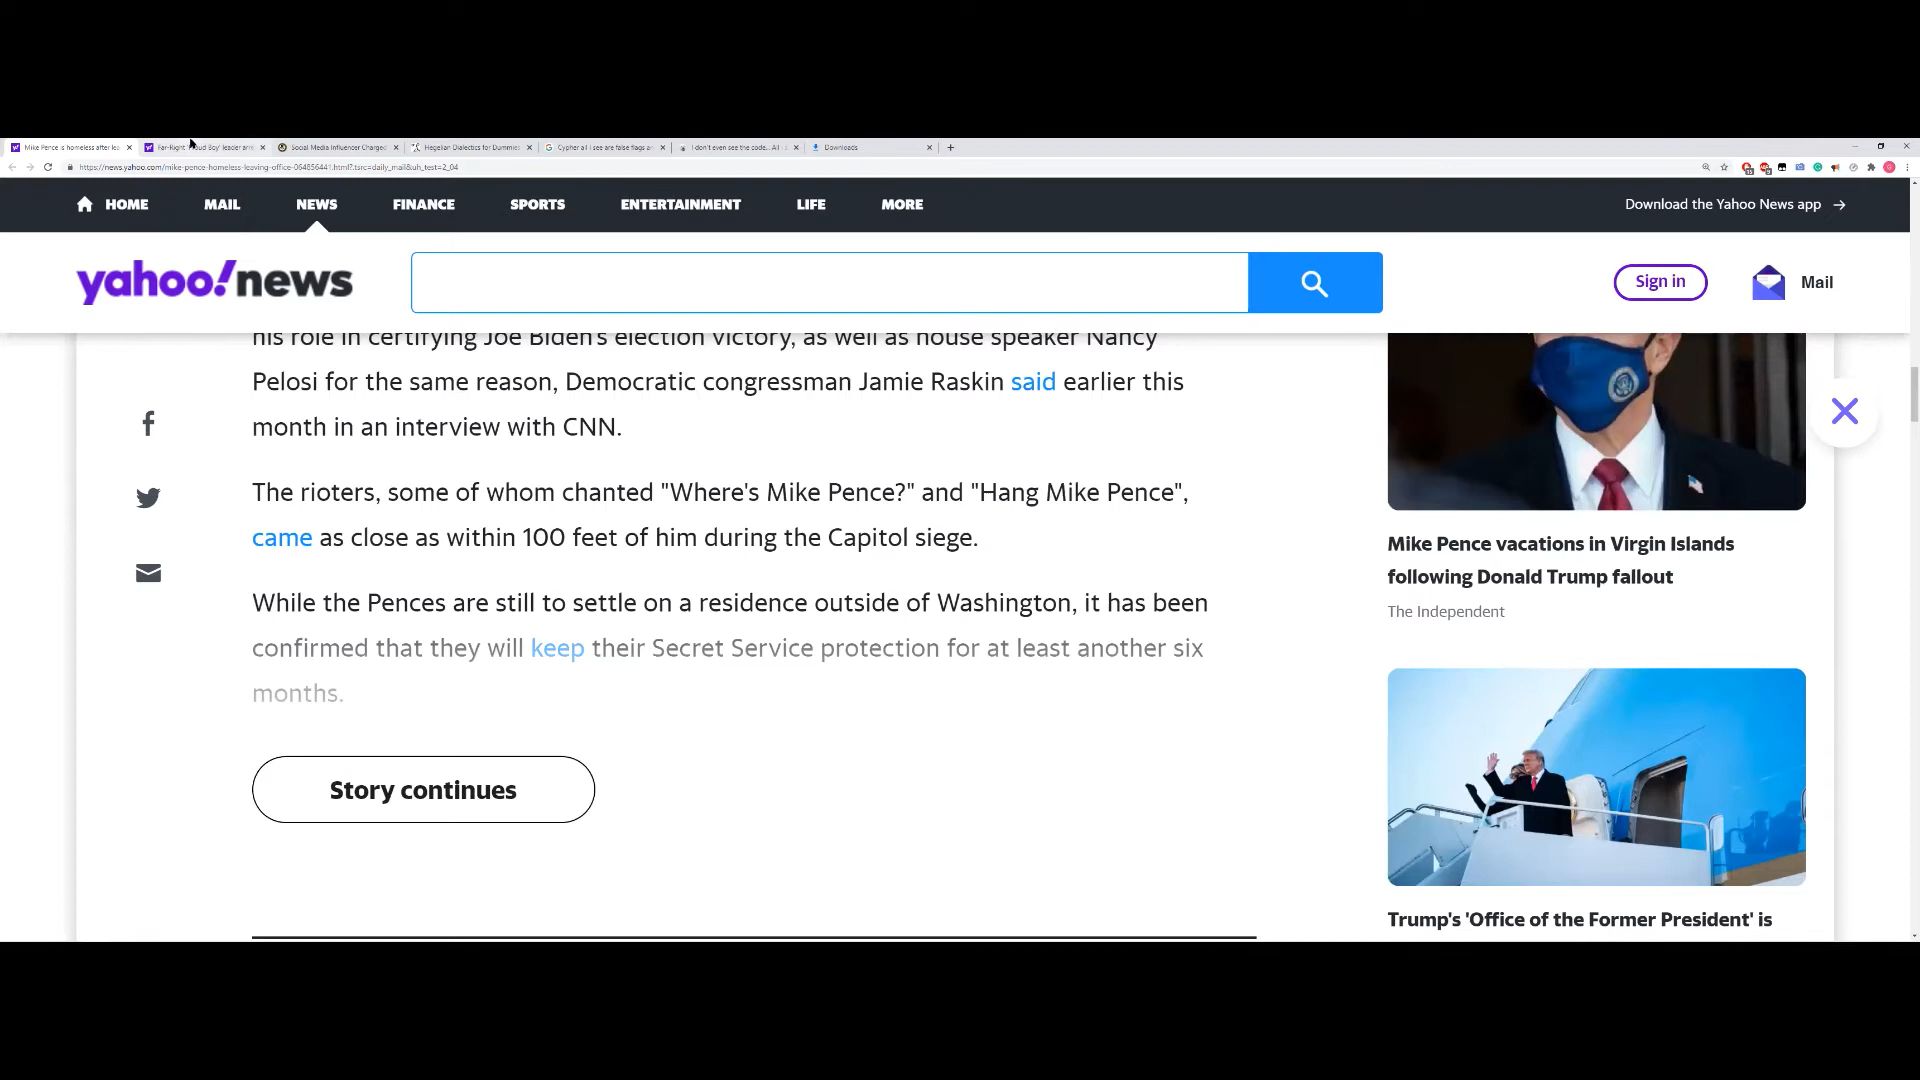 Mike Pence is homeless after lea
Far-Right
oud Boy' leader arr
Social Media Influencer Charged
Hegelian Dialectics for Dummies
Cypher all I see are false flags a
I don't even see the code... All I
Downloads
https://news.yahoo.com/mike-pence-homeless-leaving-office-064856441.html?.tsrc=daily_mail&uh_test=2_04
HOME
MAIL
NEWS
FINANCE
SPORTS
ENTERTAINMENT
LIFE
MORE
Download the Yahoo News app
yahoo!news
Sign in
Mail
his role in certifying Joe Biden's election victory, as well as house speaker Nancy
Pelosi for the same reason, Democratic congressman Jamie Raskin said earlier this
month in an interview with CNN.
The rioters, some of whom chanted "Where's Mike Pence?" and "Hang Mike Pence",
came as close as within 100 feet of him during the Capitol siege.
While the Pences are still to settle on a residence outside of Washington, it has been
confirmed that they will keep their Secret Service protection for at least another six
months.
Story continues
Mike Pence vacations in Virgin Islands
following Donald Trump fallout
The Independent
Trump's 'Office of the Former President' is